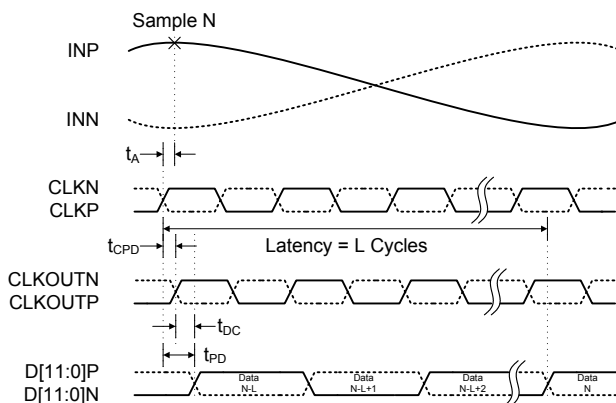 Sample N
INP
INN
tA
CLKN
CLKP
Latency = L Cycles
tCPD
CLKOUTN
CLKOUTP
tDC
tPD
D[11:0]P
D[11:0]N
Data
N-L
Data
N-L+1
Data
N-L+2
Data
N